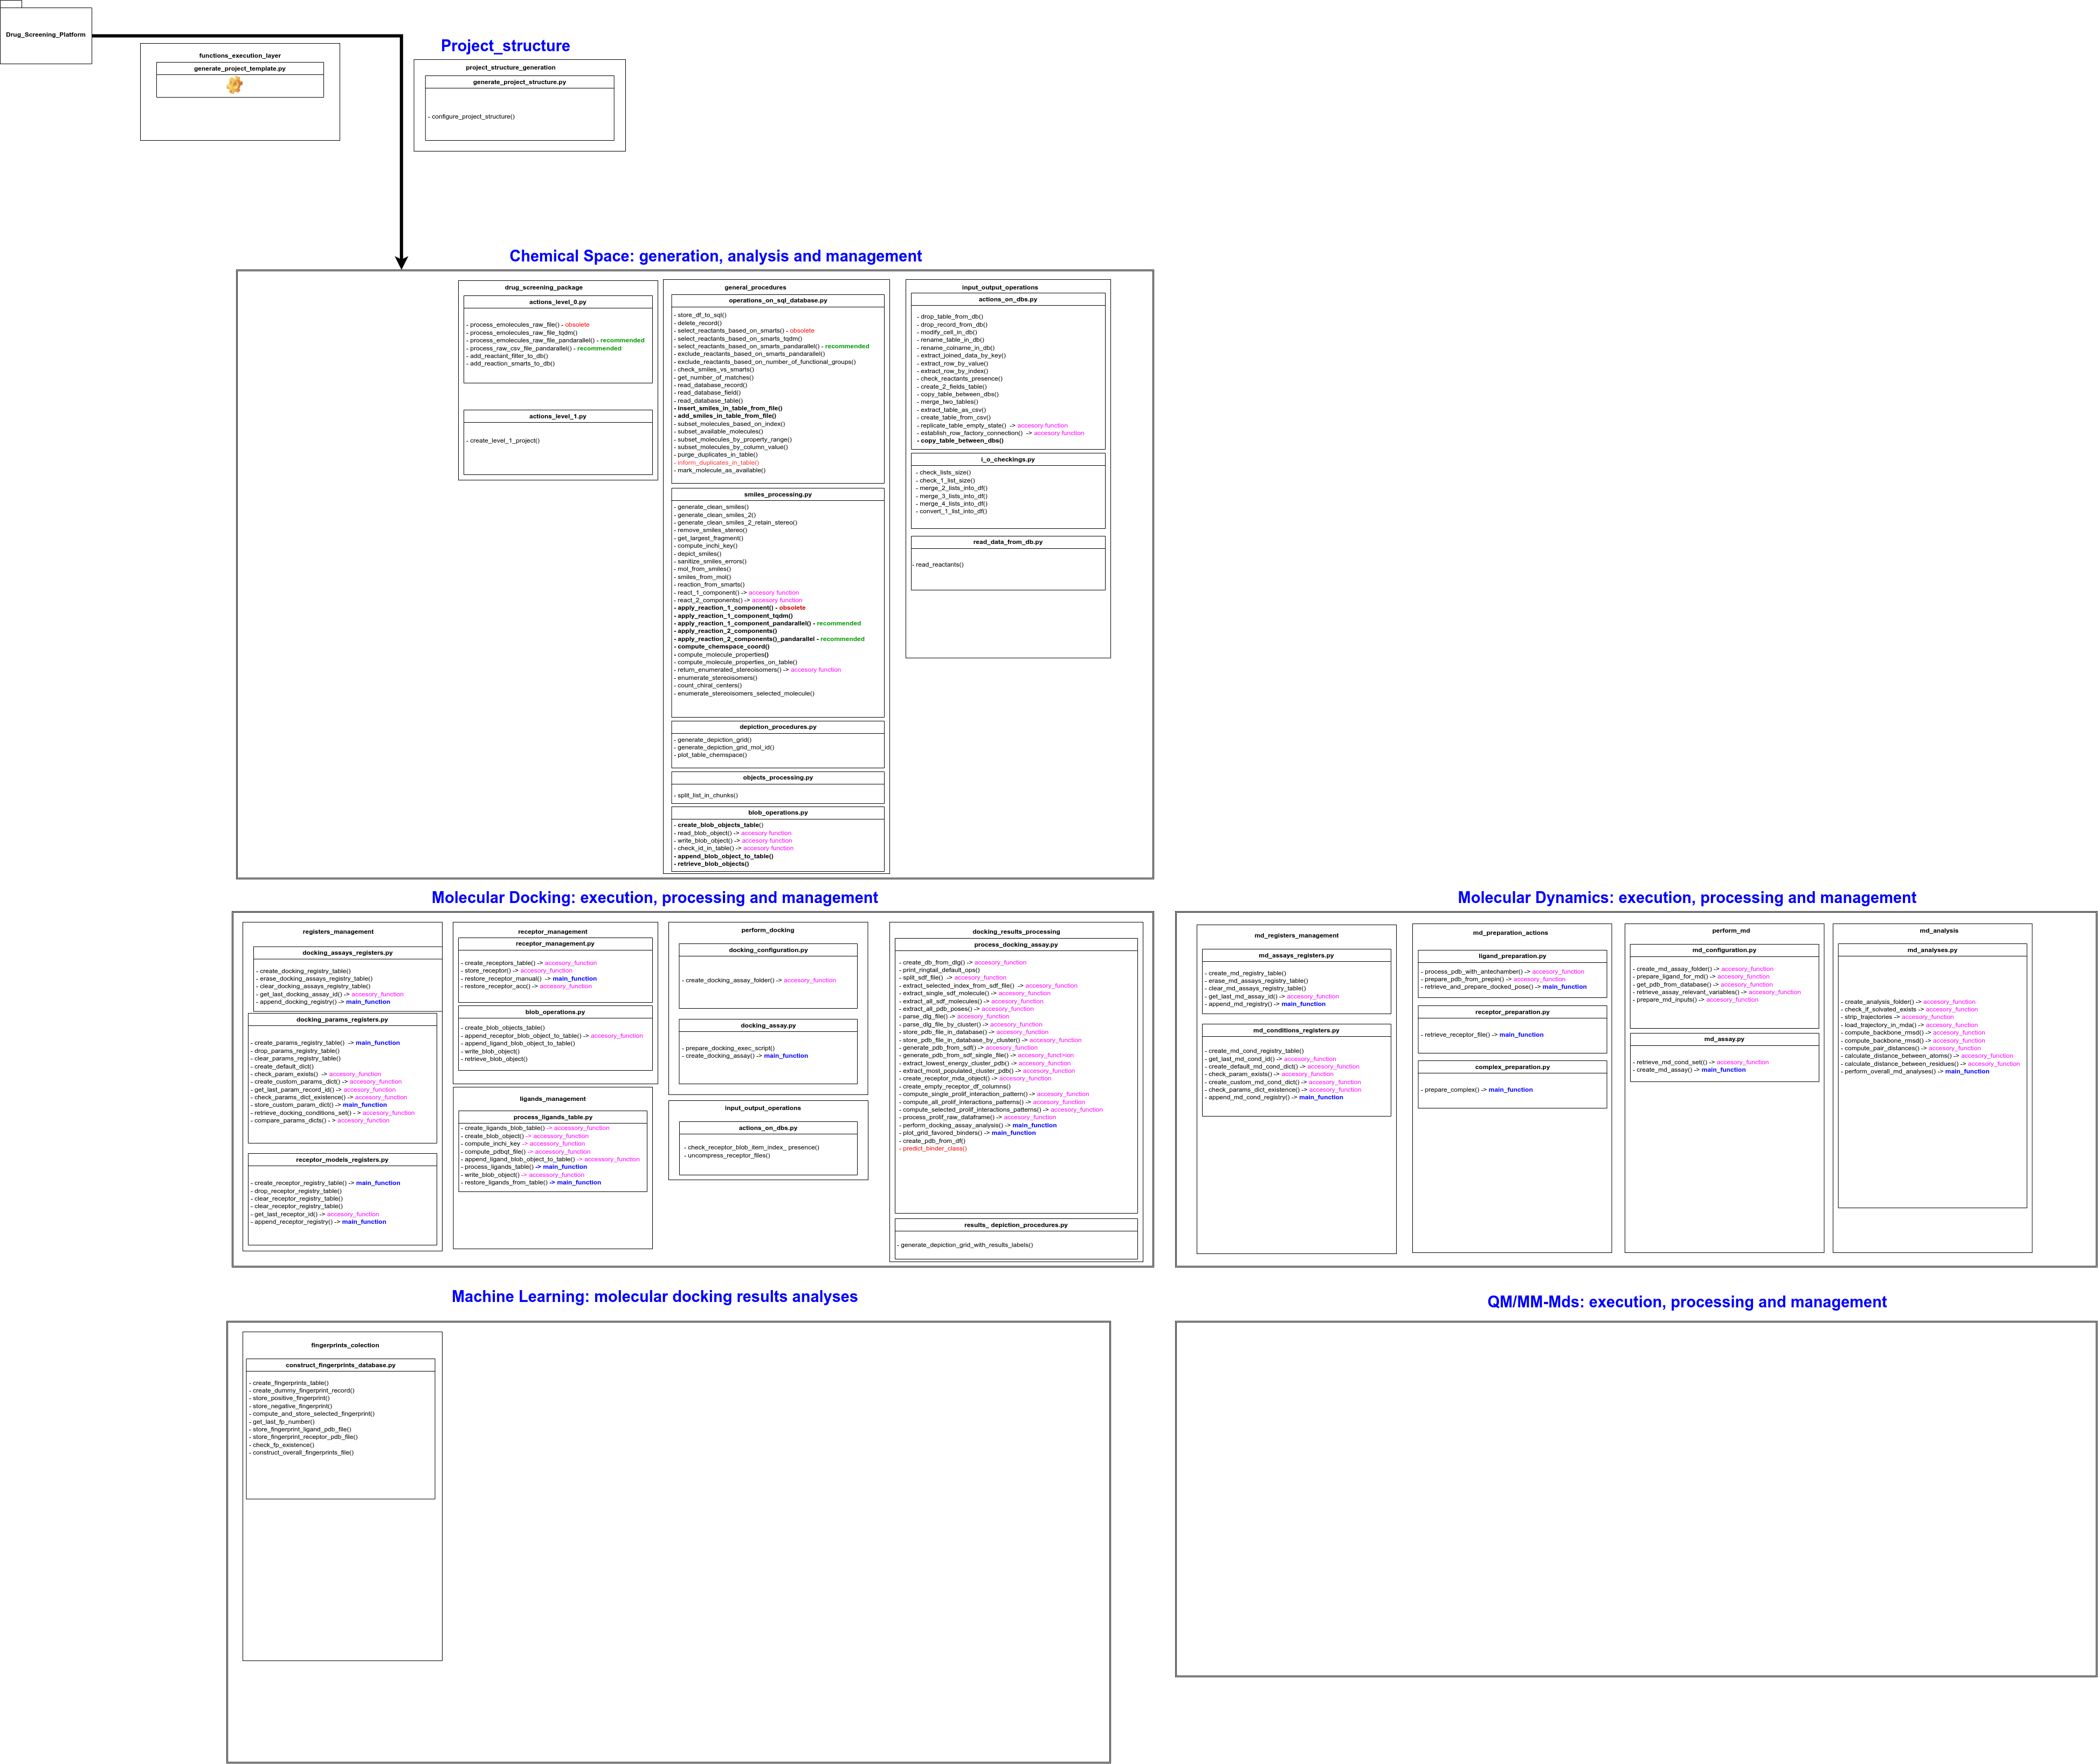 Drug_Screening_Platform
functions_execution_layer
generate_project_template.py
Project_structure
project_structure_generation
generate_project_structure.py
- configure_project_structure()
Chemical Space: generation, analysis and management
drug_screening_package
actions_level_0.py
- process_emolecules_raw_file() - obsolete
- process_emolecules_raw_file_tqdm()
- process_emolecules_raw_file_pandarallel() - recommended
- process_raw_csv_file_pandarallel() - recommended
- add_reactant_filter_to_db()
- add_reaction_smarts_to_db()
actions_level_1.py
- create_level_1_project()
general_procedures
operations_on_sql_database.py
- store_df_to_sql()
- delete_record()
- select_reactants_based_on_smarts() - obsolete
- select_reactants_based_on_smarts_tqdm()
- select_reactants_based_on_smarts_pandarallel() - recommended
- exclude_reactants_based_on_smarts_pandarallel()
- exclude_reactants_based_on_number_of_functional_groups()
- check_smiles_vs_smarts()
- get_number_of_matches()
- read_database_record()
- read_database_field()
- read_database_table()
- insert_smiles_in_table_from_file()
- add_smiles_in_table_from_file()
- subset_molecules_based_on_index()
- subset_available_molecules()
- subset_molecules_by_property_range()
- subset_molecules_by_column_value()
- purge_duplicates_in_table()
- inform_duplicates_in_table()
- mark_molecule_as_available()
smiles_processing.py
- generate_clean_smiles()
- generate_clean_smiles_2()
- generate_clean_smiles_2_retain_stereo()
- remove_smiles_stereo()
- get_largest_fragment()
- compute_inchi_key()
- depict_smiles()
- sanitize_smiles_errors()
- mol_from_smiles()
- smiles_from_mol()
- reaction_from_smarts()
- react_1_component() -> accesory function
- react_2_components() -> accesory function
- apply_reaction_1_component() - obsolete
- apply_reaction_1_component_tqdm()
- apply_reaction_1_component_pandarallel() - recommended
- apply_reaction_2_components()
- apply_reaction_2_components()_pandarallel - recommended
- compute_chemspace_coord()
- compute_molecule_properties()
- compute_molecule_properties_on_table()
- return_enumerated_stereoisomers() -> accesory function
- enumerate_stereoisomers()
- count_chiral_centers()
- enumerate_stereoisomers_selected_molecule()
depiction_procedures.py
- generate_depiction_grid()
- generate_depiction_grid_mol_id()
- plot_table_chemspace()
objects_processing.py
- split_list_in_chunks()
blob_operations.py
- create_blob_objects_table()
- read_blob_object() -> accesory function
- write_blob_object() -> accesory function
- check_id_in_table() -> accesory function
- append_blob_object_to_table()
- retrieve_blob_objects()
input_output_operations
actions_on_dbs.py
- drop_table_from_db()
- drop_record_from_db()
- modify_cell_in_db()
- rename_table_in_db()
- rename_colname_in_db()
- extract_joined_data_by_key()
- extract_row_by_value()
- extract_row_by_index()
- check_reactants_presence()
- create_2_fields_table()
- copy_table_between_dbs()
- merge_two_tables()
- extract_table_as_csv()
- create_table_from_csv()
- replicate_table_empty_state() -> accesory function
- establish_row_factory_connection() -> accesory function
- copy_table_between_dbs()
i_o_checkings.py
- check_lists_size()
- check_1_list_size()
- merge_2_lists_into_df()
- merge_3_lists_into_df()
- merge_4_lists_into_df()
- convert_1_list_into_df()
read_data_from_db.py
- read_reactants()
Molecular Docking: execution, processing and management
registers_management
docking_assays_registers.py
- create_docking_registry_table()
- erase_docking_assays_registry_table()
- clear_docking_assays_registry_table()
- get_last_docking_assay_id() -> accesory_function
- append_docking_registry() -> main_function
docking_params_registers.py
- create_params_registry_table() -> main_function
- drop_params_registry_table()
- clear_params_registry_table()
- create_default_dict()
- check_param_exists() -> accesory_function
- create_custom_params_dict() -> accesory_function
- get_last_param_record_id() -> accesory_function
- check_params_dict_existence() -> accesory_function
- store_custom_param_dict() -> main_function
- retrieve_docking_conditions_set() - > accesory_function
- compare_params_dicts() - > accesory_function
receptor_models_registers.py
- create_receptor_registry_table() -> main_function
- drop_receptor_registry_table()
- clear_receptor_registry_table()
- clear_receptor_registry_table()
- get_last_receptor_id() -> accesory_function
- append_receptor_registry() -> main_function
receptor_management
receptor_management.py
- create_receptors_table() -> accesory_function
- store_receptor() -> accesory_function
- restore_receptor_manual() -> main_function
- restore_receptor_acc() -> accesory_function
blob_operations.py
- create_blob_objects_table()
- append_receptor_blob_object_to_table() -> accesory_function
- append_ligand_blob_object_to_table()
- write_blob_object()
- retrieve_blob_object()
ligands_management
process_ligands_table.py
- create_ligands_blob_table() -> accessory_function
- create_blob_object() -> accessory_function
- compute_inchi_key -> accessory_function
- compute_pdbqt_file() -> accessory_function
- append_ligand_blob_object_to_table() -> accessory_function
- process_ligands_table() -> main_function
- write_blob_object() -> accessory_function
- restore_ligands_from_table() -> main_function
perform_docking
docking_configuration.py
- create_docking_assay_folder() -> accesory_function
docking_assay.py
- prepare_docking_exec_script()
- create_docking_assay() -> main_function
input_output_operations
actions_on_dbs.py
- check_receptor_blob_item_index_ presence()
- uncompress_receptor_files()
docking_results_processing
process_docking_assay.py
- create_db_from_dlg() -> accesory_function
- print_ringtail_default_ops()
- split_sdf_file() -> accesory_function
- extract_selected_index_from_sdf_file() -> accesory_function
- extract_single_sdf_molecule() -> accesory_function
- extract_all_sdf_molecules() -> accesory_function
- extract_all_pdb_poses() -> accesory_function
- parse_dlg_file() -> accesory_function
- parse_dlg_file_by_cluster() -> accesory_function
- store_pdb_file_in_database() -> accesory_function
- store_pdb_file_in_database_by_cluster() -> accesory_function
- generate_pdb_from_sdf() -> accesory_function
- generate_pdb_from_sdf_single_file() -> accesory_function
- extract_lowest_energy_cluster_pdb() -> accesory_function
- extract_most_populated_cluster_pdb() -> accesory_function
- create_receptor_mda_object() -> accesory_function
- create_empty_receptor_df_columns()
- compute_single_prolif_interaction_pattern() -> accesory_function
- compute_all_prolif_interactions_patterns() -> accesory_function
- compute_selected_prolif_interactions_patterns() -> accesory_function
- process_prolif_raw_dataframe() -> accesory_function
- perform_docking_assay_analysis() -> main_function
- plot_grid_favored_binders() -> main_function
- create_pdb_from_df()
- predict_binder_class()
results_ depiction_procedures.py
- generate_depiction_grid_with_results_labels()
Molecular Dynamics: execution, processing and management
md_registers_management
md_assays_registers.py
- create_md_registry_table()
- erase_md_assays_registry_table()
- clear_md_assays_registry_table()
- get_last_md_assay_id() -> accesory_function
- append_md_registry() -> main_function
md_conditions_registers.py
- create_md_cond_registry_table()
- get_last_md_cond_id() -> accesory_function
- create_default_md_cond_dict() -> accesory_function
- check_param_exists() -> accesory_function
- create_custom_md_cond_dict() -> accesory_function
- check_params_dict_existence() -> accesory_function
- append_md_cond_registry() -> main_function
md_preparation_actions
ligand_preparation.py
- process_pdb_with_antechamber() -> accesory_function
- prepare_pdb_from_prepin() -> accesory_function
- retrieve_and_prepare_docked_pose() -> main_function
receptor_preparation.py
- retrieve_receptor_file() -> main_function
complex_preparation.py
- prepare_complex() -> main_function
perform_md
md_configuration.py
- create_md_assay_folder() -> accesory_function
- prepare_ligand_for_md() -> accesory_function
- get_pdb_from_database() -> accesory_function
- retrieve_assay_relevant_variables() -> accesory_function
- prepare_md_inputs() -> accesory_function
md_assay.py
- retrieve_md_cond_set() -> accesory_function
- create_md_assay() -> main_function
md_analysis
md_analyses.py
- create_analysis_folder() -> accesory_function
- check_if_solvated_exists -> accesory_function
- strip_trajectories() -> accesory_function
- load_trajectory_in_mda() -> accesory_function
- compute_backbone_rmsd() -> accesory_function
- compute_backbone_rmsf() -> accesory_function
- compute_pair_distances() -> accesory_function
- calculate_distance_between_atoms() -> accesory_function
- calculate_distance_between_residues() -> accesory_function
- perform_overall_md_analyses() -> main_function
Machine Learning: molecular docking results analyses
fingerprints_colection
construct_fingerprints_database.py
- create_fingerprints_table()
- create_dummy_fingerprint_record()
- store_positive_fingerprint()
- store_negative_fingerprint()
- compute_and_store_selected_fingerprint()
- get_last_fp_number()
- store_fingerprint_ligand_pdb_file()
- store_fingerprint_receptor_pdb_file()
- check_fp_existence()
- construct_overall_fingerprints_file()
QM/MM-Mds: execution, processing and management